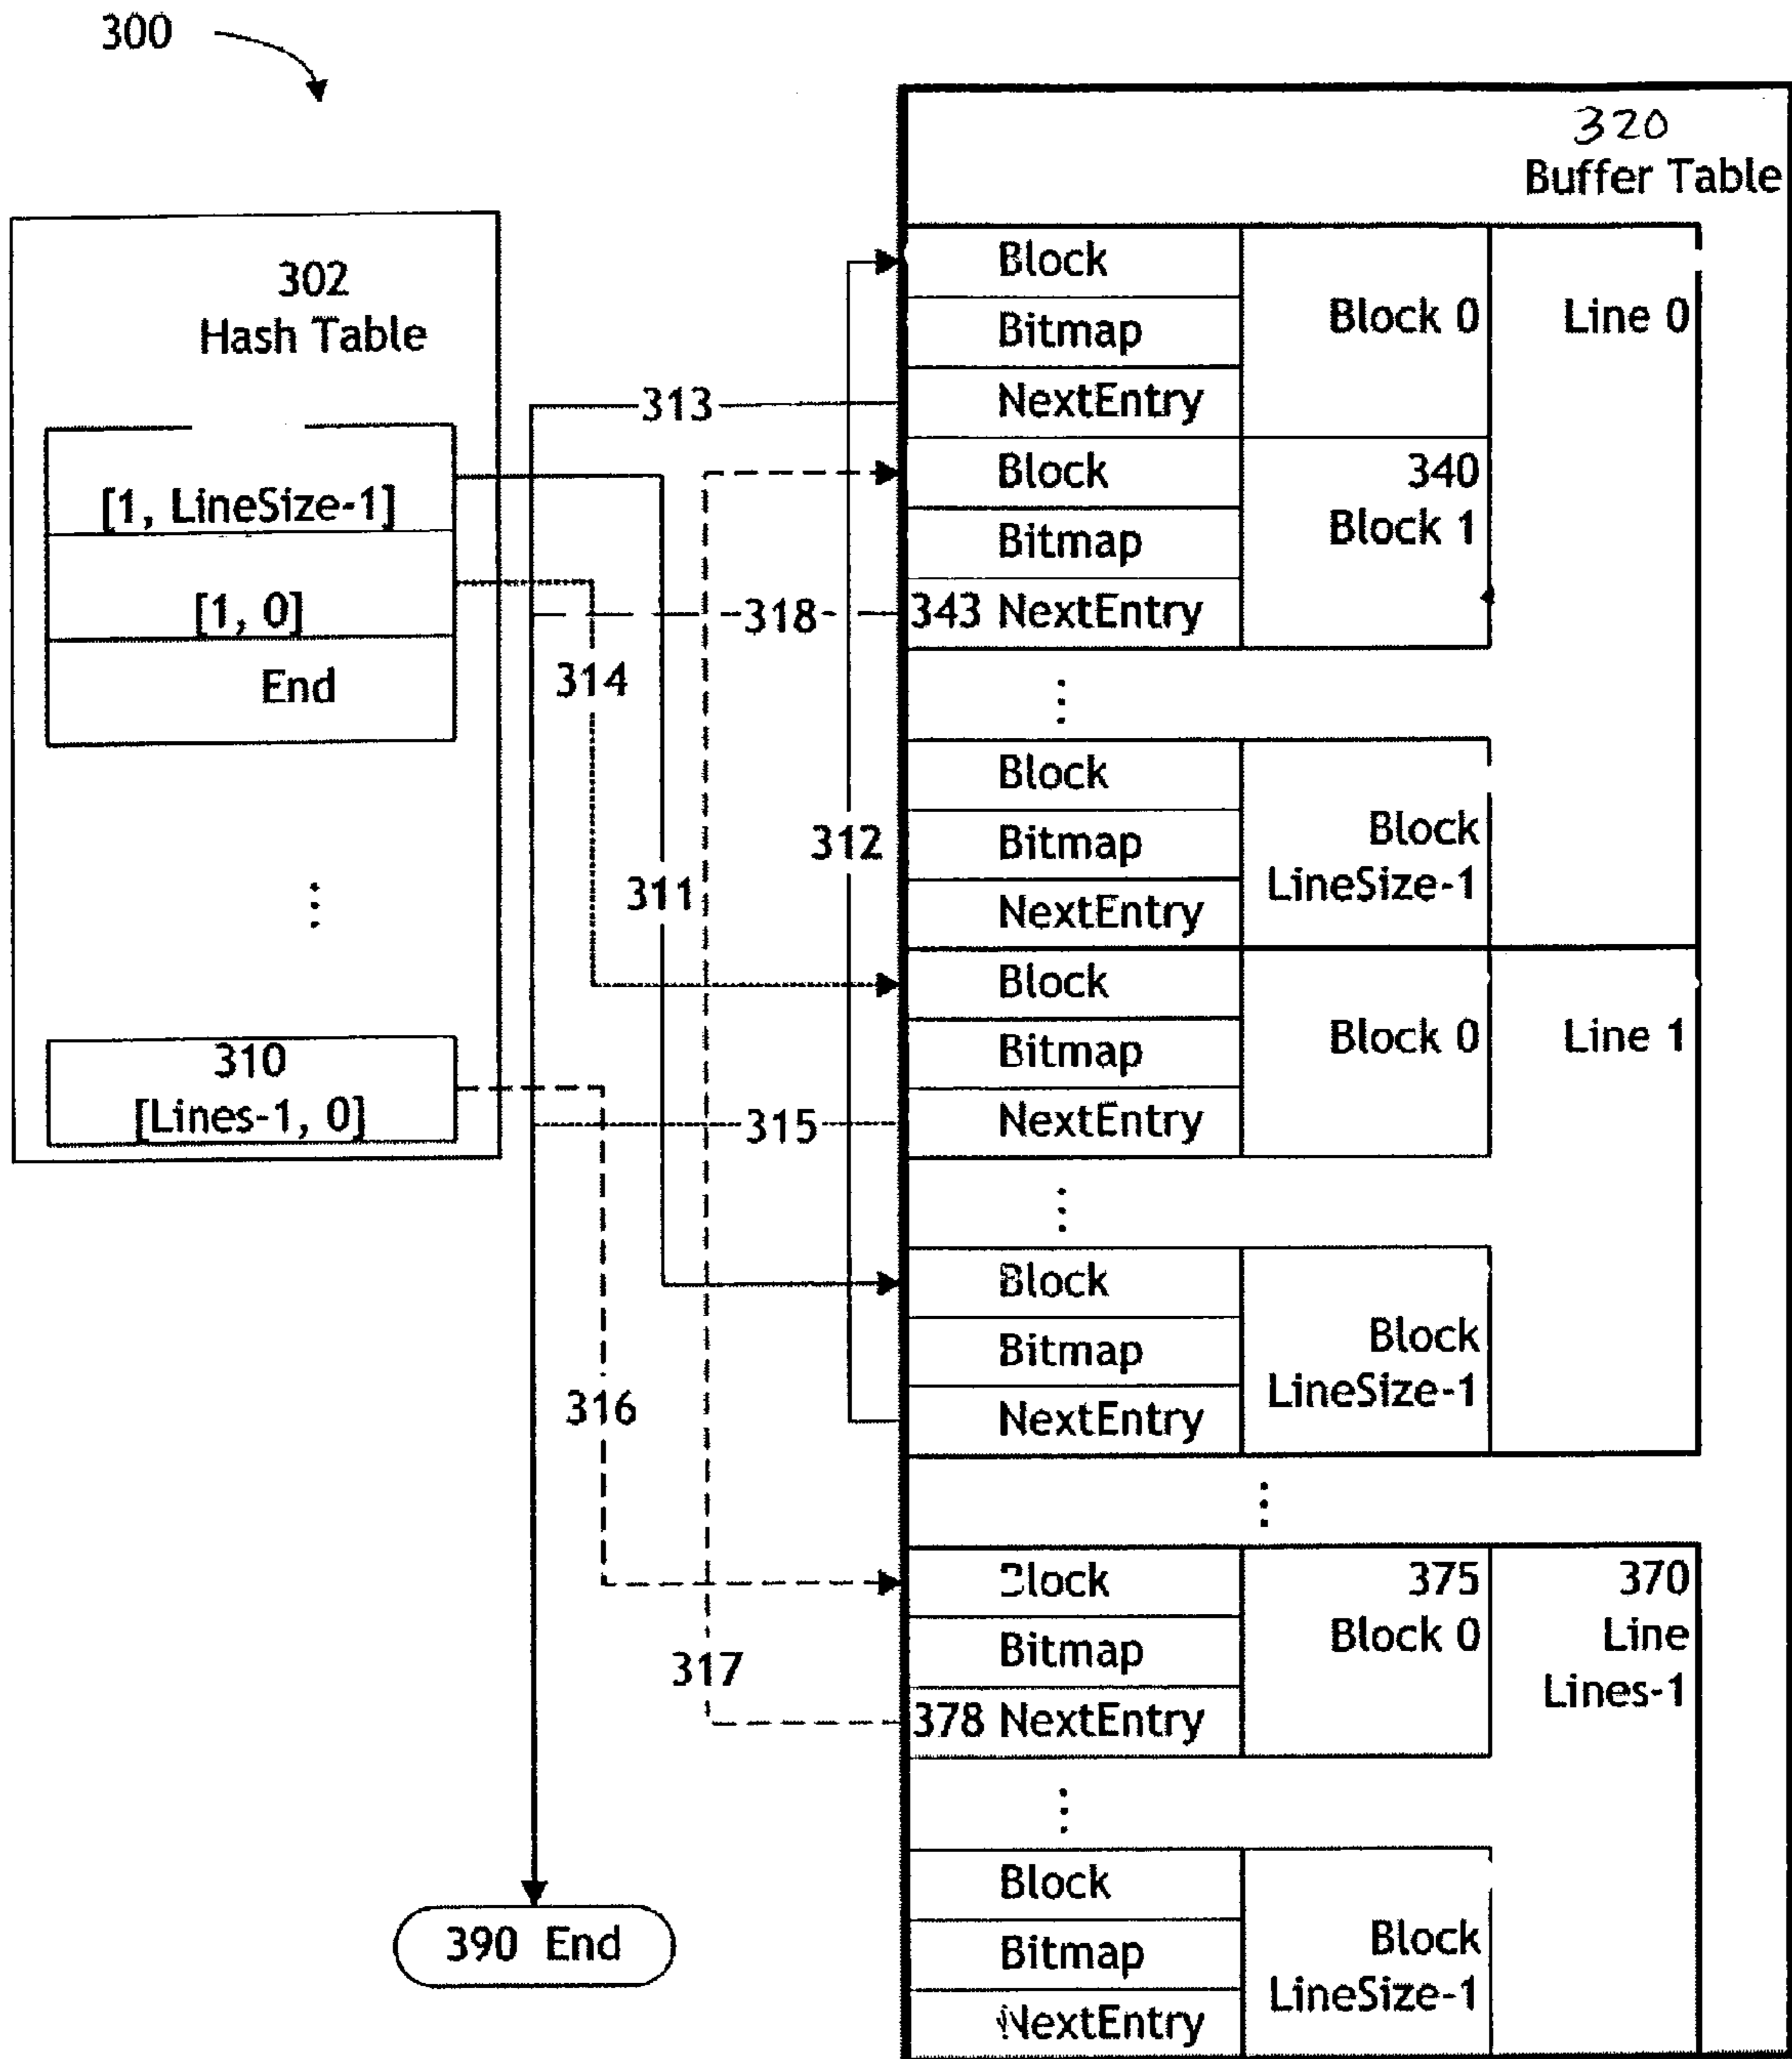 300
302
Hash Table
[1, LineSize-1]
[1, 0]
End
⋮
310
[Lines-1, 0]
313
318
314
312
311
315
316
317
390 End
320
Buffer Table
Block
Bitmap
NextEntry
Block 0
Line 0
Block
Bitmap
343 NextEntry
340
Block 1
⋮
Block
Bitmap
NextEntry
Block
LineSize-1
Block
Bitmap
NextEntry
Block 0
Line 1
⋮
Block
Bitmap
NextEntry
Block
LineSize-1
⋮
Block
Bitmap
378 NextEntry
375
Block 0
370
Line
Lines-1
⋮
Block
Bitmap
NextEntry
Block
LineSize-1